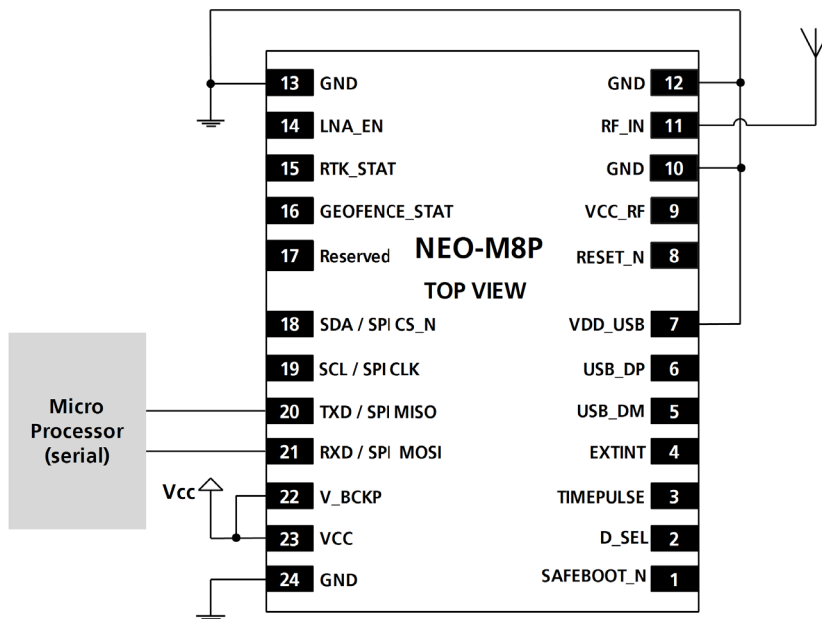 13 GND
GND 12
14 LNA_EN
RF_IN 11
15 RTK_STAT
GND 10
16 GEOFENCE_STAT
VCC_RF 9
17 Reserved
NEO-M8P
RESET_N 8
TOP VIEW
18 SDA / SPI CS_N
VDD_USB 7
19 SCL / SPI CLK
USB_DP 6
Micro
Processor
(serial)
20 TXD / SPI MISO
USB_DM 5
21 RXD / SPI MOSI
EXTINT 4
Vcc
22 V_BCKP
TIMEPULSE 3
23 VCC
D_SEL 2
24 GND
SAFEBOOT_N 1